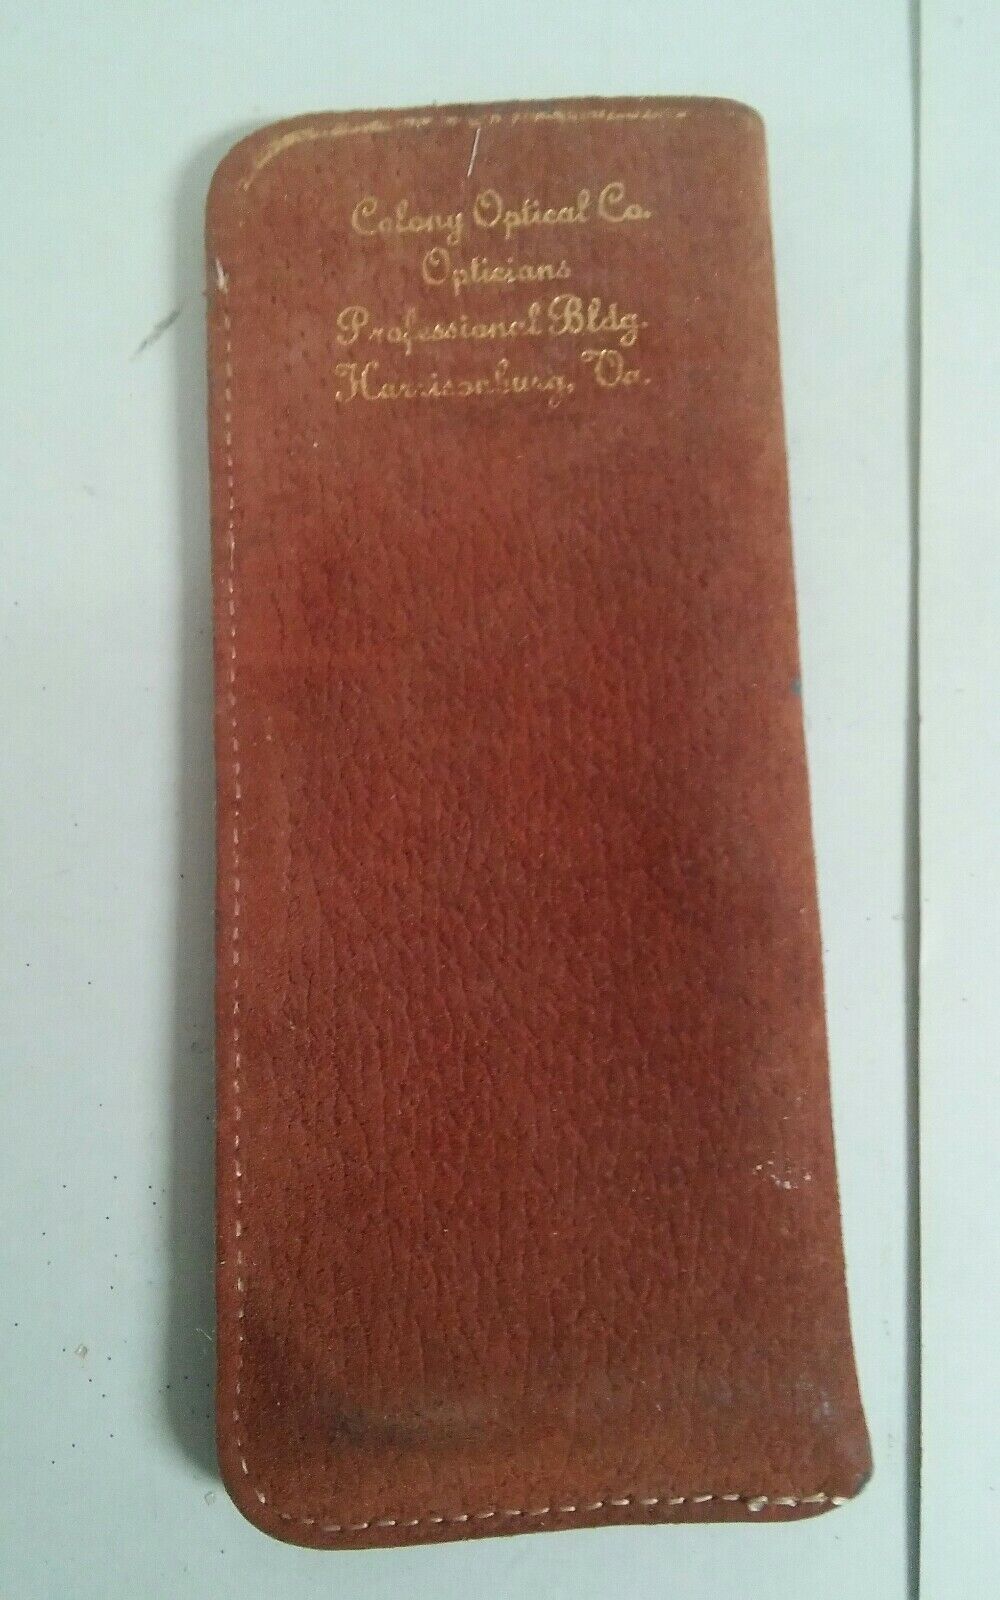 Colony Optical Co.
Opticians
Professional Bldg.
Harrisonburg, Va.